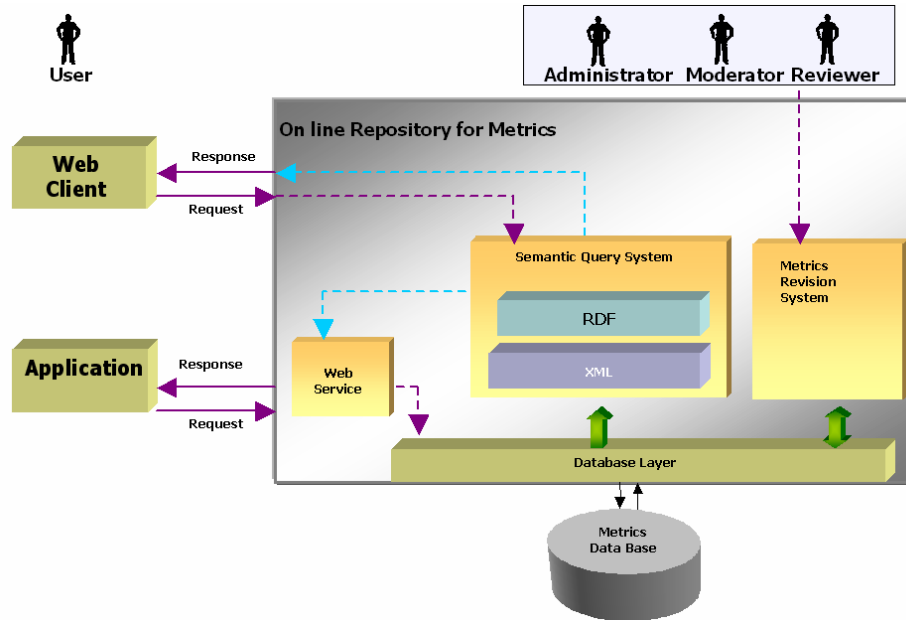 User
Administrator Moderator Reviewer
On line Repository for Metrics
Web
Client
Response
Request
Semantic Query System
RDF
XML
Metrics
Revision
System
Application
Response
Request
Web
Service
Database Layer
Metrics
Data Base